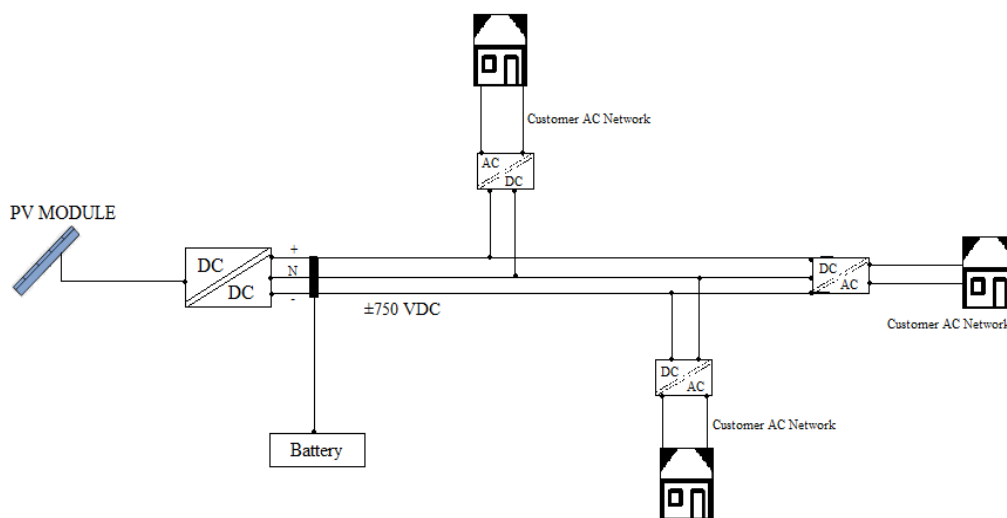 Customer AC Network
AC
DC
PV MODULE
DC
DC
+
N
-
±750 VDC
DC
AC
Customer AC Network
DC
AC
Customer AC Network
Battery